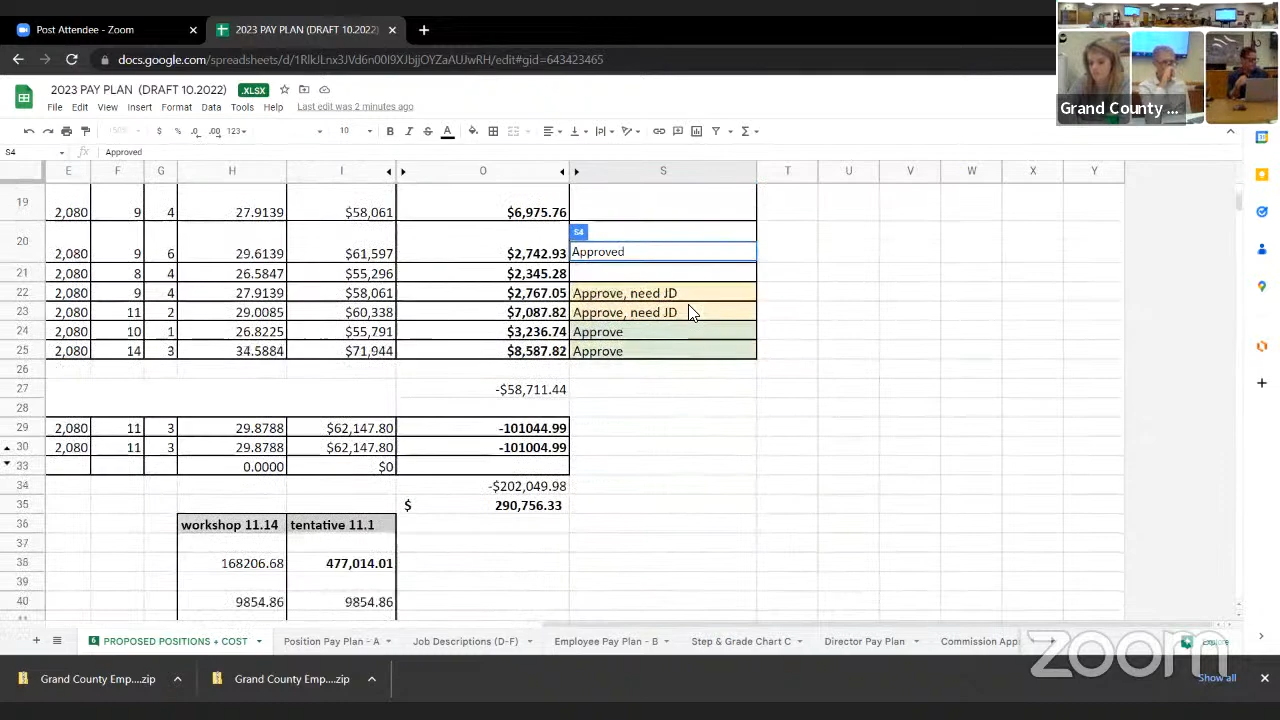 Post Attendee - Zoom
2023 PAY PLAN (DRAFT 10.2022)
docs.google.com/spreadsheets/d/1RlkJLnx3JVd6n00I9XJbjjOYZaAUJwRH/edit#gid=643423465
Grand County ...
2023 PAY PLAN (DRAFT 10.2022) .XLSX
File Edit View Insert Format Data Tools Help Last edit was 2 minutes ago
150% $ % .0 .00 123 10 B I S A
S4 fx Approved
E F G H I O S T U V W X Y
19 2,080 9 4 27.9139 $58,061 $6,975.76
S4
20 2,080 9 6 29.6139 $61,597 $2,742.93 Approved
21 2,080 8 4 26.5847 $55,296 $2,345.28
22 2,080 9 4 27.9139 $58,061 $2,767.05 Approve, need JD
23 2,080 11 2 29.0085 $60,338 $7,087.82 Approve, need JD
24 2,080 10 1 26.8225 $55,791 $3,236.74 Approve
25 2,080 14 3 34.5884 $71,944 $8,587.82 Approve
26
27 -$58,711.44
28
29 2,080 11 3 29.8788 $62,147.80 -101044.99
30 2,080 11 3 29.8788 $62,147.80 -101004.99
33 0.0000 $0
34 -$202,049.98
35 $ 290,756.33
36 workshop 11.14 tentative 11.1
37
38 168206.68 477,014.01
39
40 9854.86 9854.86
6 PROPOSED POSITIONS + COST Position Pay Plan - A Job Descriptions (D-F) Employee Pay Plan - B Step & Grade Chart C Director Pay Plan Commission App Explore
zoom
Grand County Emp....zip Grand County Emp....zip Show all